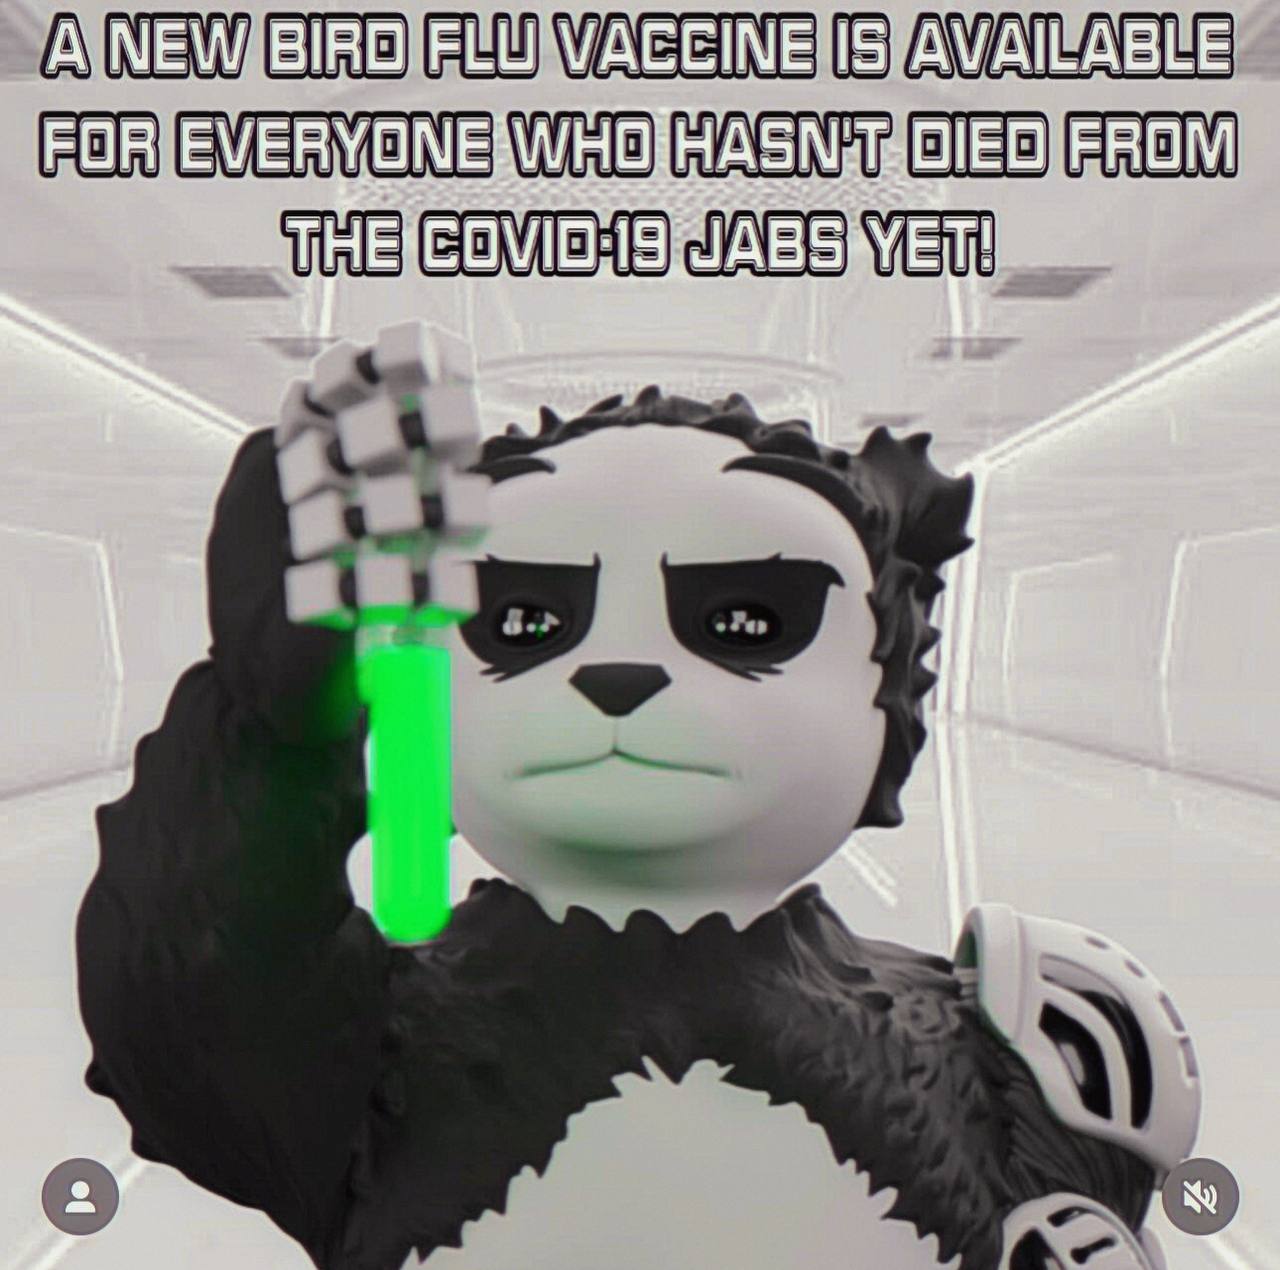 A NEW BIRD FLU VACCINE IS AVAILABLE
FOR EVERYONE WHO HASN'T DIED FROM
THE COVID-19 JABS YET!